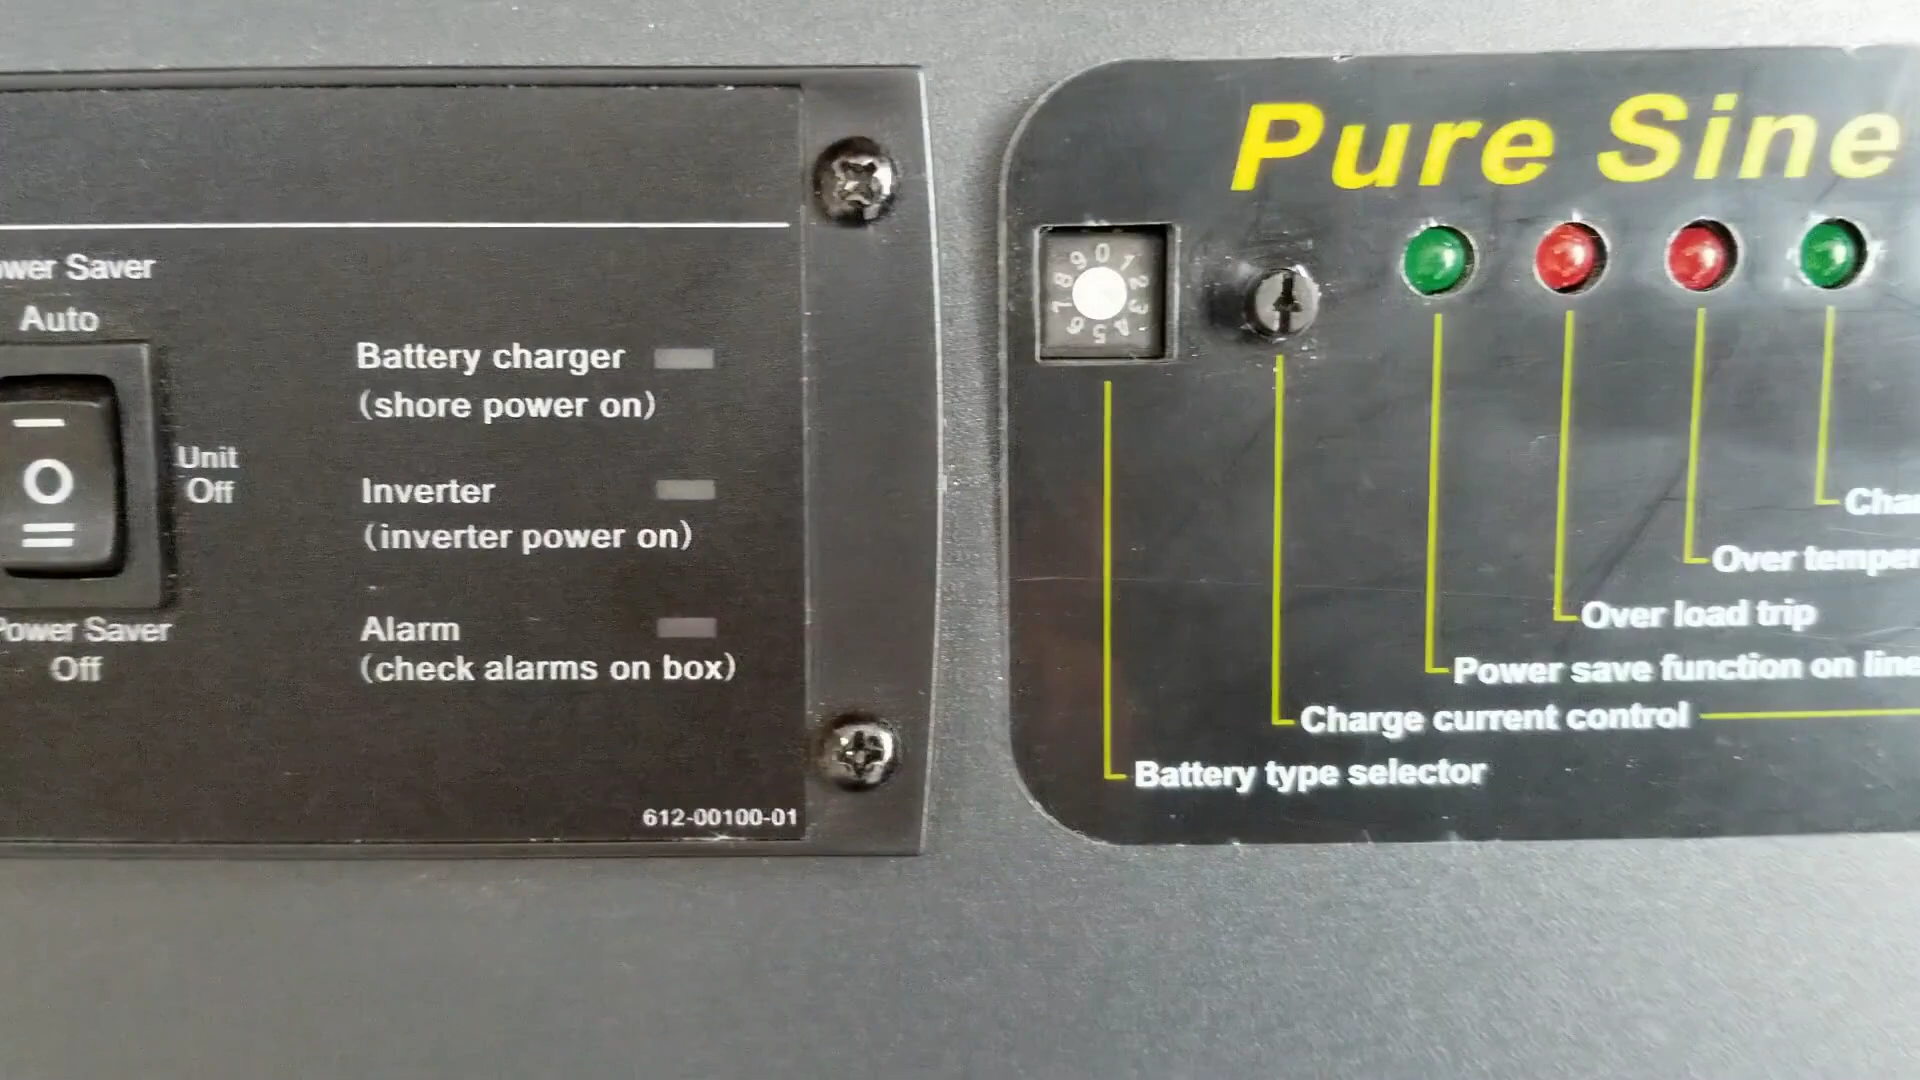 Power Saver
Auto
Unit
Off
Power Saver
Off
Battery charger
(shore power on)
Inverter
(inverter power on)
Alarm
(check alarms on box)
612-00100-01
Pure Sine
0 1 2 3 4 5 6 7 8 9
Over
Over load trip
Power save function on line
Charge current control
Battery type selector